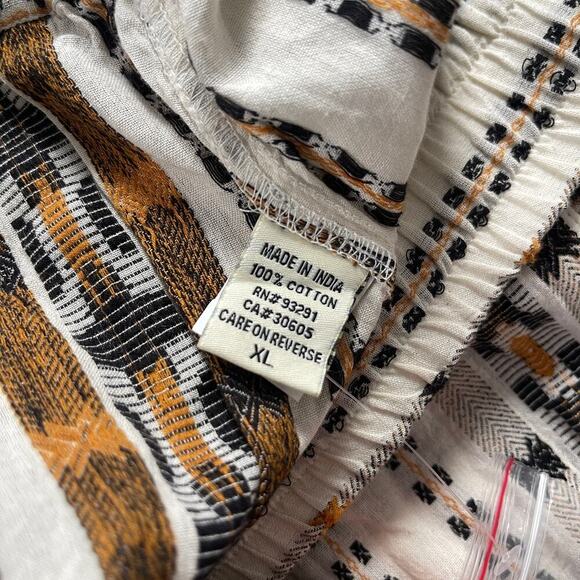 MADE IN INDIA
100% COTTON
RN#93291
CA#30605
CARE ON REVERSE
XL